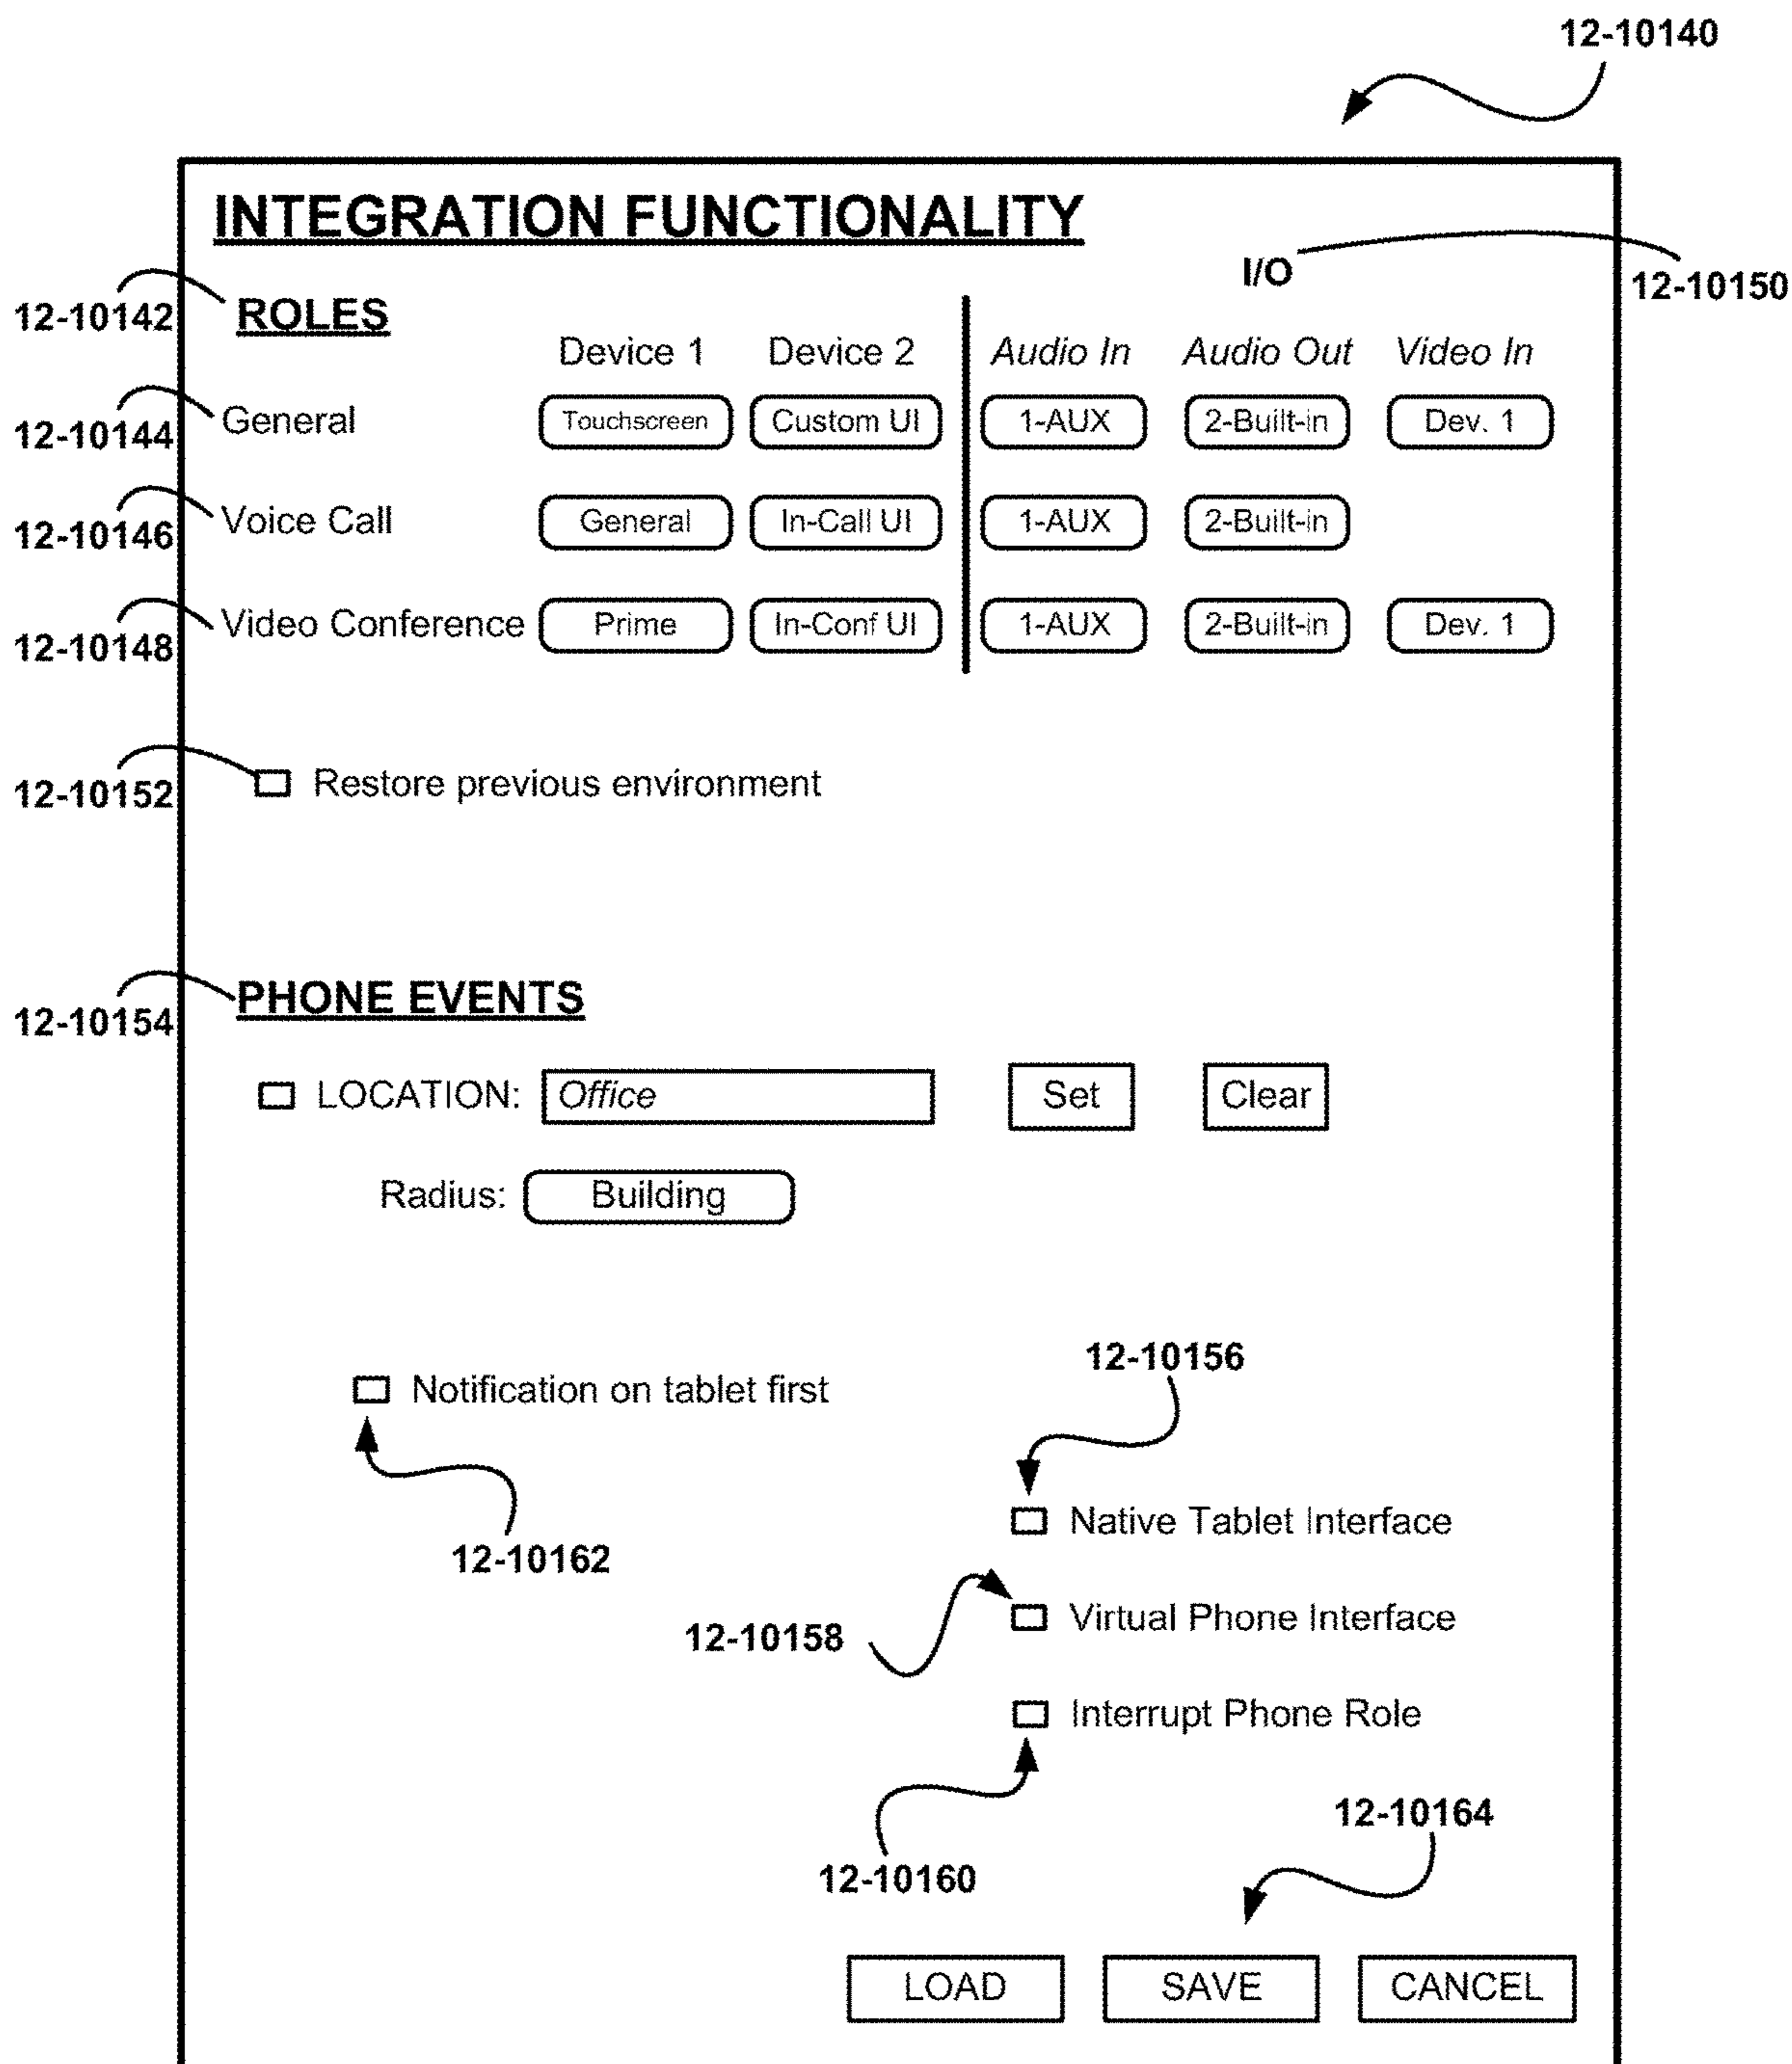 12-10140
INTEGRATION FUNCTIONALITY
I/O
12-10150
12-10142
ROLES
Device 1 Device 2 Audio In Audio Out Video In
12-10144
General Touchscreen Custom UI 1-AUX 2-Built-in Dev. 1
12-10146
Voice Call General In-Call UI 1-AUX 2-Built-in
12-10148
Video Conference Prime In-Conf UI 1-AUX 2-Built-in Dev. 1
12-10152
Restore previous environment
12-10154
PHONE EVENTS
LOCATION: Office Set Clear
Radius: Building
12-10156
Notification on tablet first
12-10162
Native Tablet Interface
12-10158
Virtual Phone Interface
Interrupt Phone Role
12-10160
12-10164
LOAD SAVE CANCEL